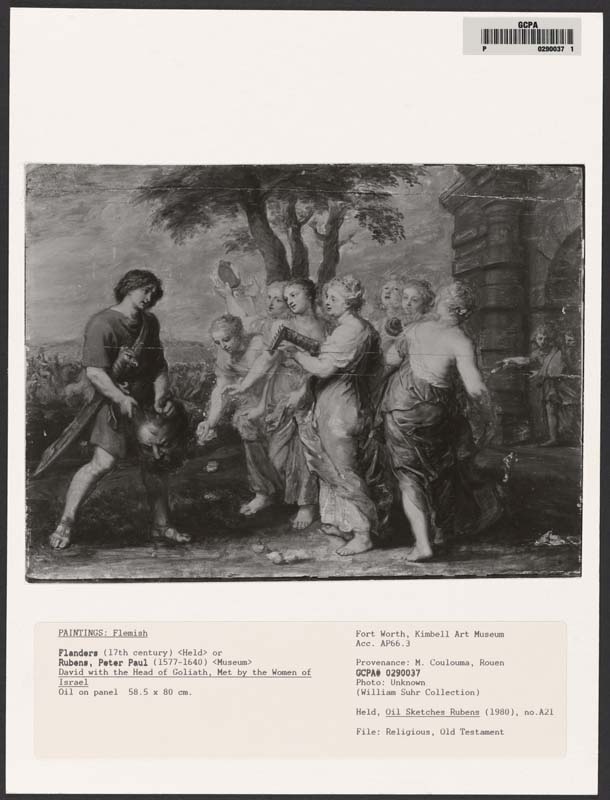 GCPA
P 0290037 1
PAINTINGS: Flemish
Flanders (17th century) <Held> or
Rubens, Peter Paul (1577-1640) <Museum>
David with the Head of Goliath, Met by the Women of
Israel
Oil on panel 58.5 x 80 cm.
Fort Worth, Kimbell Art Museum
Acc. AP66.3
Provenance: M. Coulouma, Rouen
GCPA# 0290037
Photo: Unknown
(William Suhr Collection)
Held, Oil Sketches Rubens (1980), no.A21
File: Religious, Old Testament